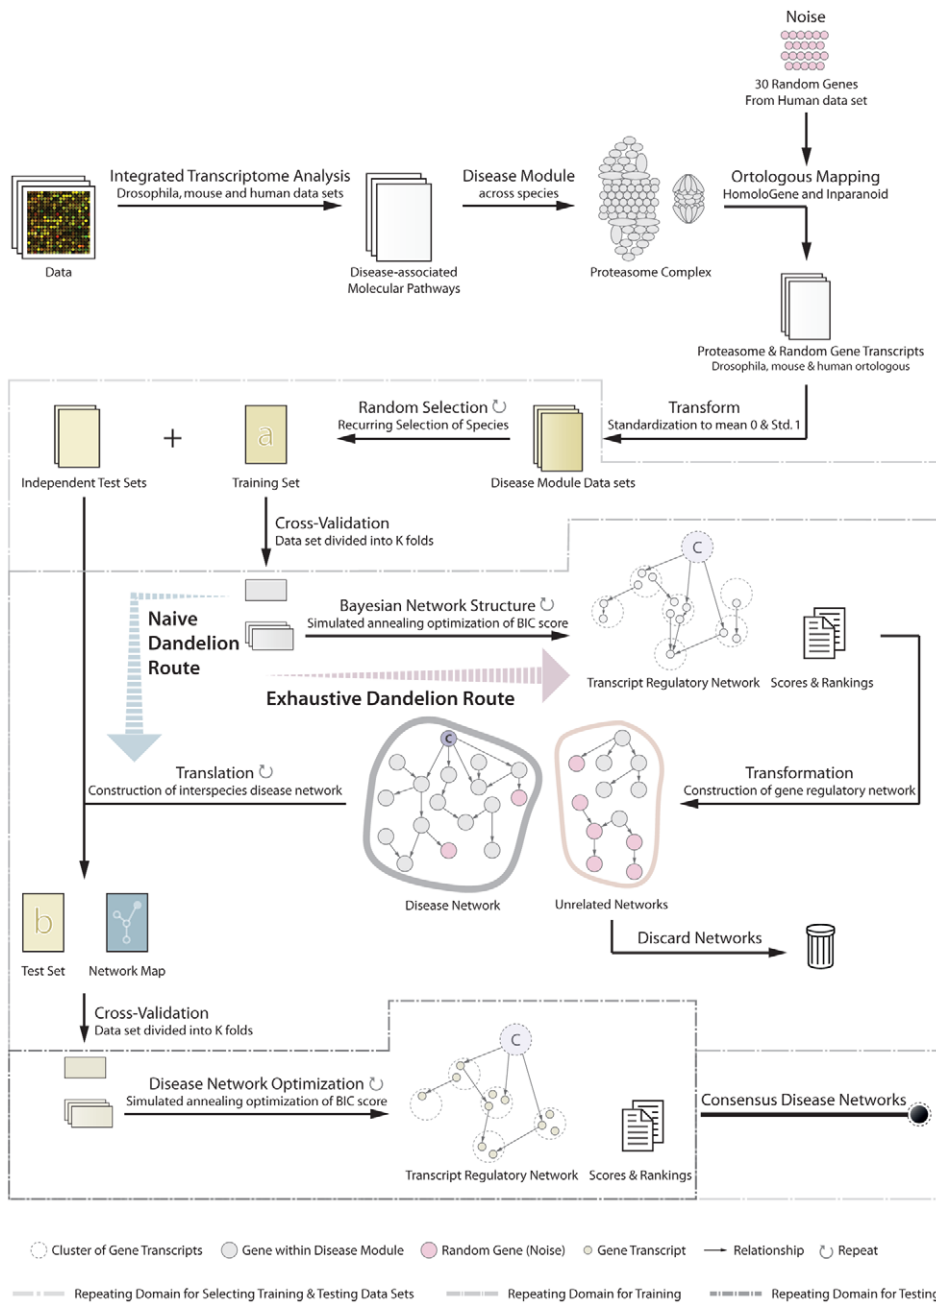 Noise
30 Random Genes
From Human data set
Integrated Transcriptome Analysis
Drosophila, mouse and human data sets
Disease Module
across species
Ortologous Mapping
HomoloGene and Inparanoid
Data
Disease-associated
Molecular Pathways
Proteasome Complex
Proteasome & Random Gene Transcripts
Drosophila, mouse & human ortologous
Random Selection
Recurring Selection of Species
Transform
Standardization to mean 0 & Std. 1
+
a
Independent Test Sets
Training Set
Disease Module Data sets
Cross-Validation
Data set divided into K folds
C
Naive
Dandelion
Route
Bayesian Network Structure
Simulated annealing optimization of BIC score
Transcript Regulatory Network
Scores & Rankings
Exhaustive Dandelion Route
C
Translation
Construction of interspecies disease network
Transformation
Construction of gene regulatory network
Disease Network
Unrelated Networks
b
Discard Networks
Test Set
Network Map
Cross-Validation
Data set divided into K folds
C
Disease Network Optimization
Simulated annealing optimization of BIC score
Consensus Disease Networks
Transcript Regulatory Network
Scores & Rankings
Cluster of Gene Transcripts
Gene within Disease Module
Random Gene (Noise)
Gene Transcript
Relationship
Repeat
Repeating Domain for Selecting Training & Testing Data Sets
Repeating Domain for Training
Repeating Domain for Testing